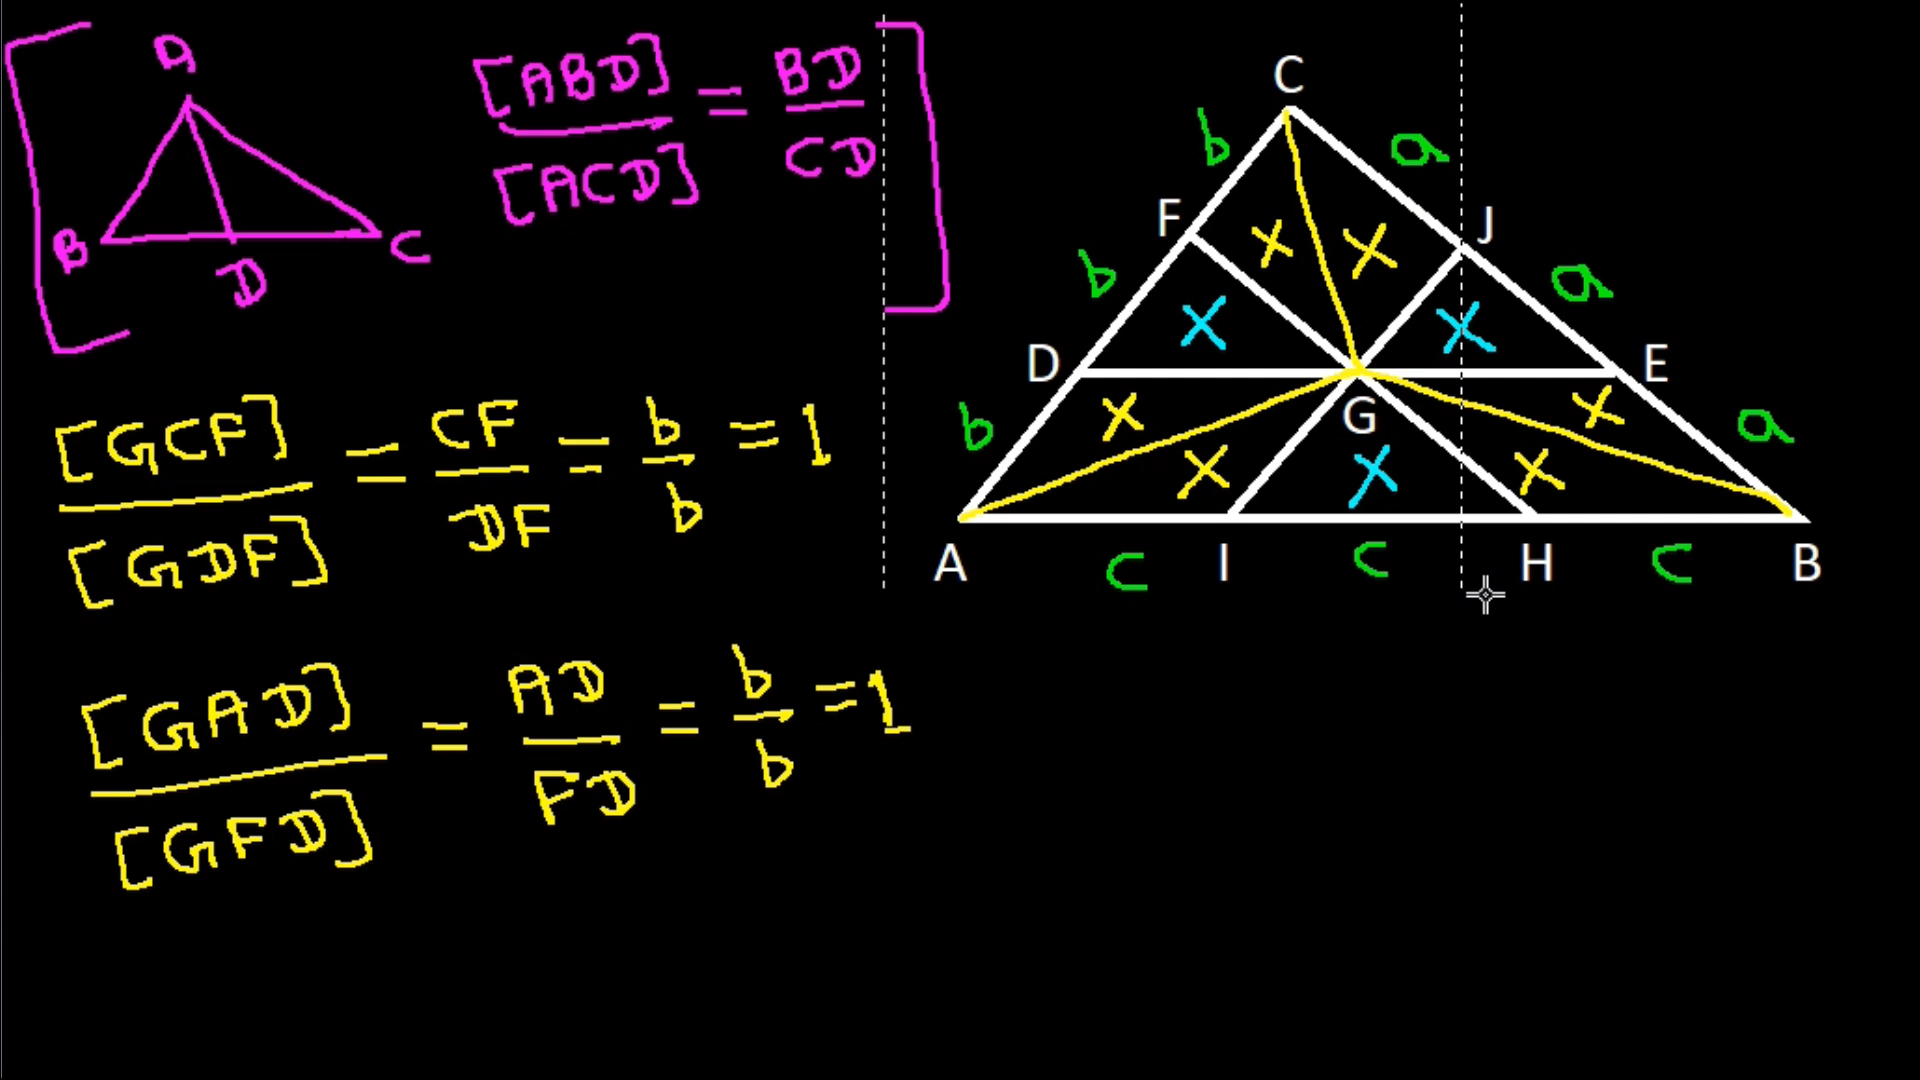 A
B
D
C
[ABD] / [ACD] = BD / CD
[GCF] / [GDF] = CF / DF = b / b = 1
[GAD] / [GFD] = AD / FD = b / b = 1
C
b a
F J
x x
b a
x x
D E
G
b x x a
x x x
A I H B
c c c